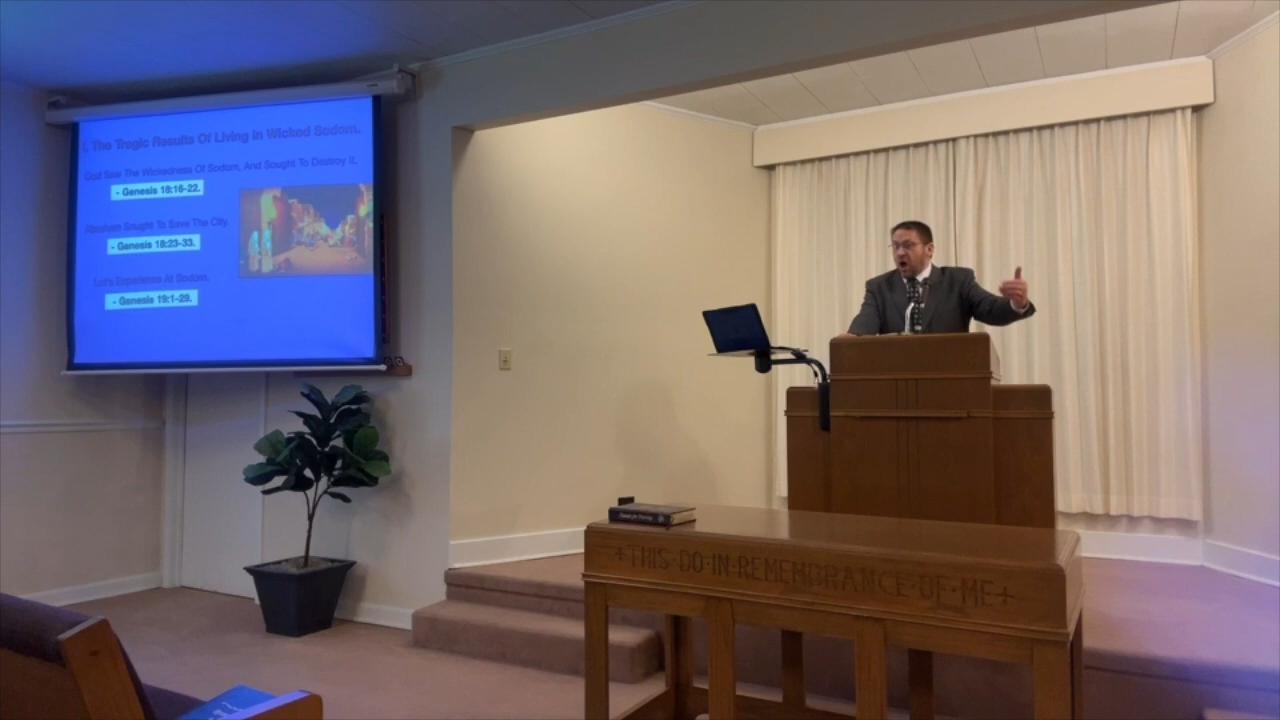 I. The Tragic Results Of Living In Wicked Sodom.
God Saw The Wickedness Of Sodom, And Sought To Destroy It.
- Genesis 18:16-22.
Abraham Sought To Save The City.
- Genesis 18:23-33.
Lot's Experience At Sodom.
- Genesis 19:1-29.
+THIS·DO·IN·REMEMBRANCE·OF·ME+